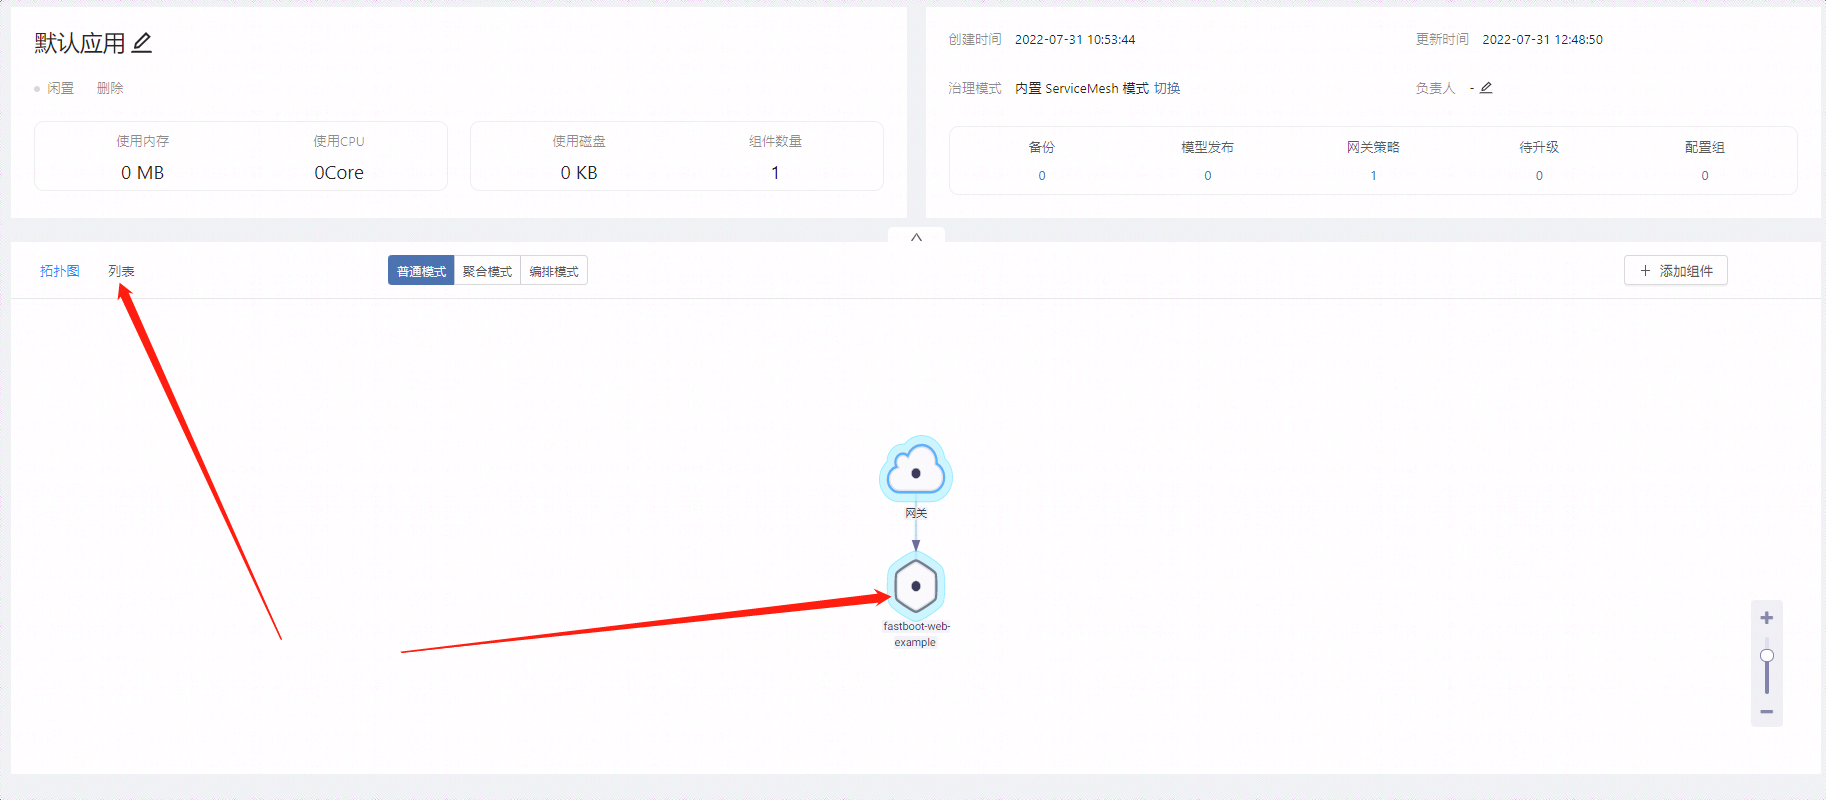 默认应用
闲置 删除
使用内存 使用CPU
0 MB 0Core
使用磁盘 组件数量
0 KB 1
创建时间 2022-07-31 10:53:44 更新时间 2022-07-31 12:48:50
治理模式 内置 ServiceMesh 模式 切换 负责人 -
备份 模型发布 网关策略 待升级 配置组
0 0 1 0 0
拓扑图 列表 普通模式 聚合模式 编排模式 + 添加组件
网关
fastboot-web-
example